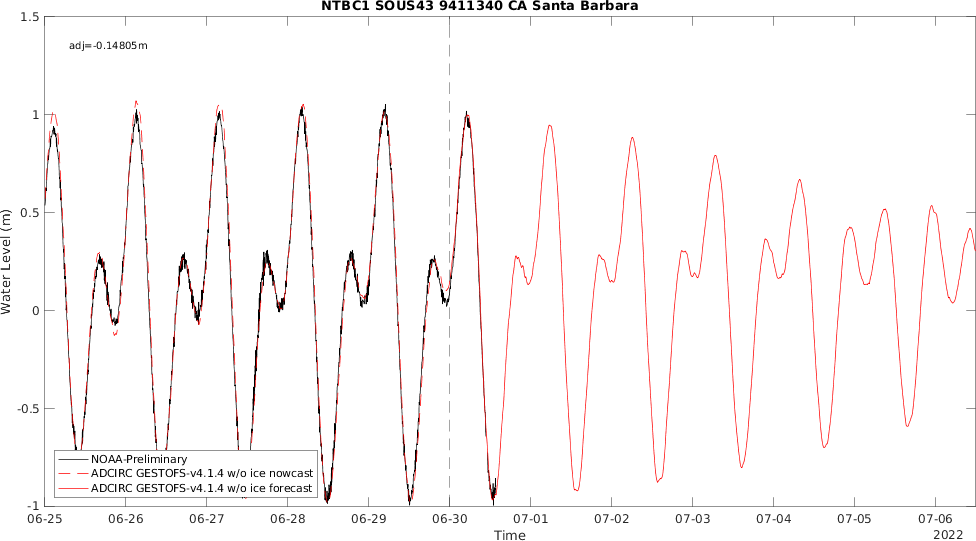 NTBC1 SOUS43 9411340 CA Santa Barbara
1.5
adj=-0.14805m
1
0.5
Water Level (m)
0
-0.5
NOAA-Preliminary
ADCIRC GESTOFS-v4.1.4 w/o ice nowcast
ADCIRC GESTOFS-v4.1.4 w/o ice forecast
-1
06-25 06-26 06-27 06-28 06-29 06-30 07-01 07-02 07-03 07-04 07-05 07-06
Time 2022